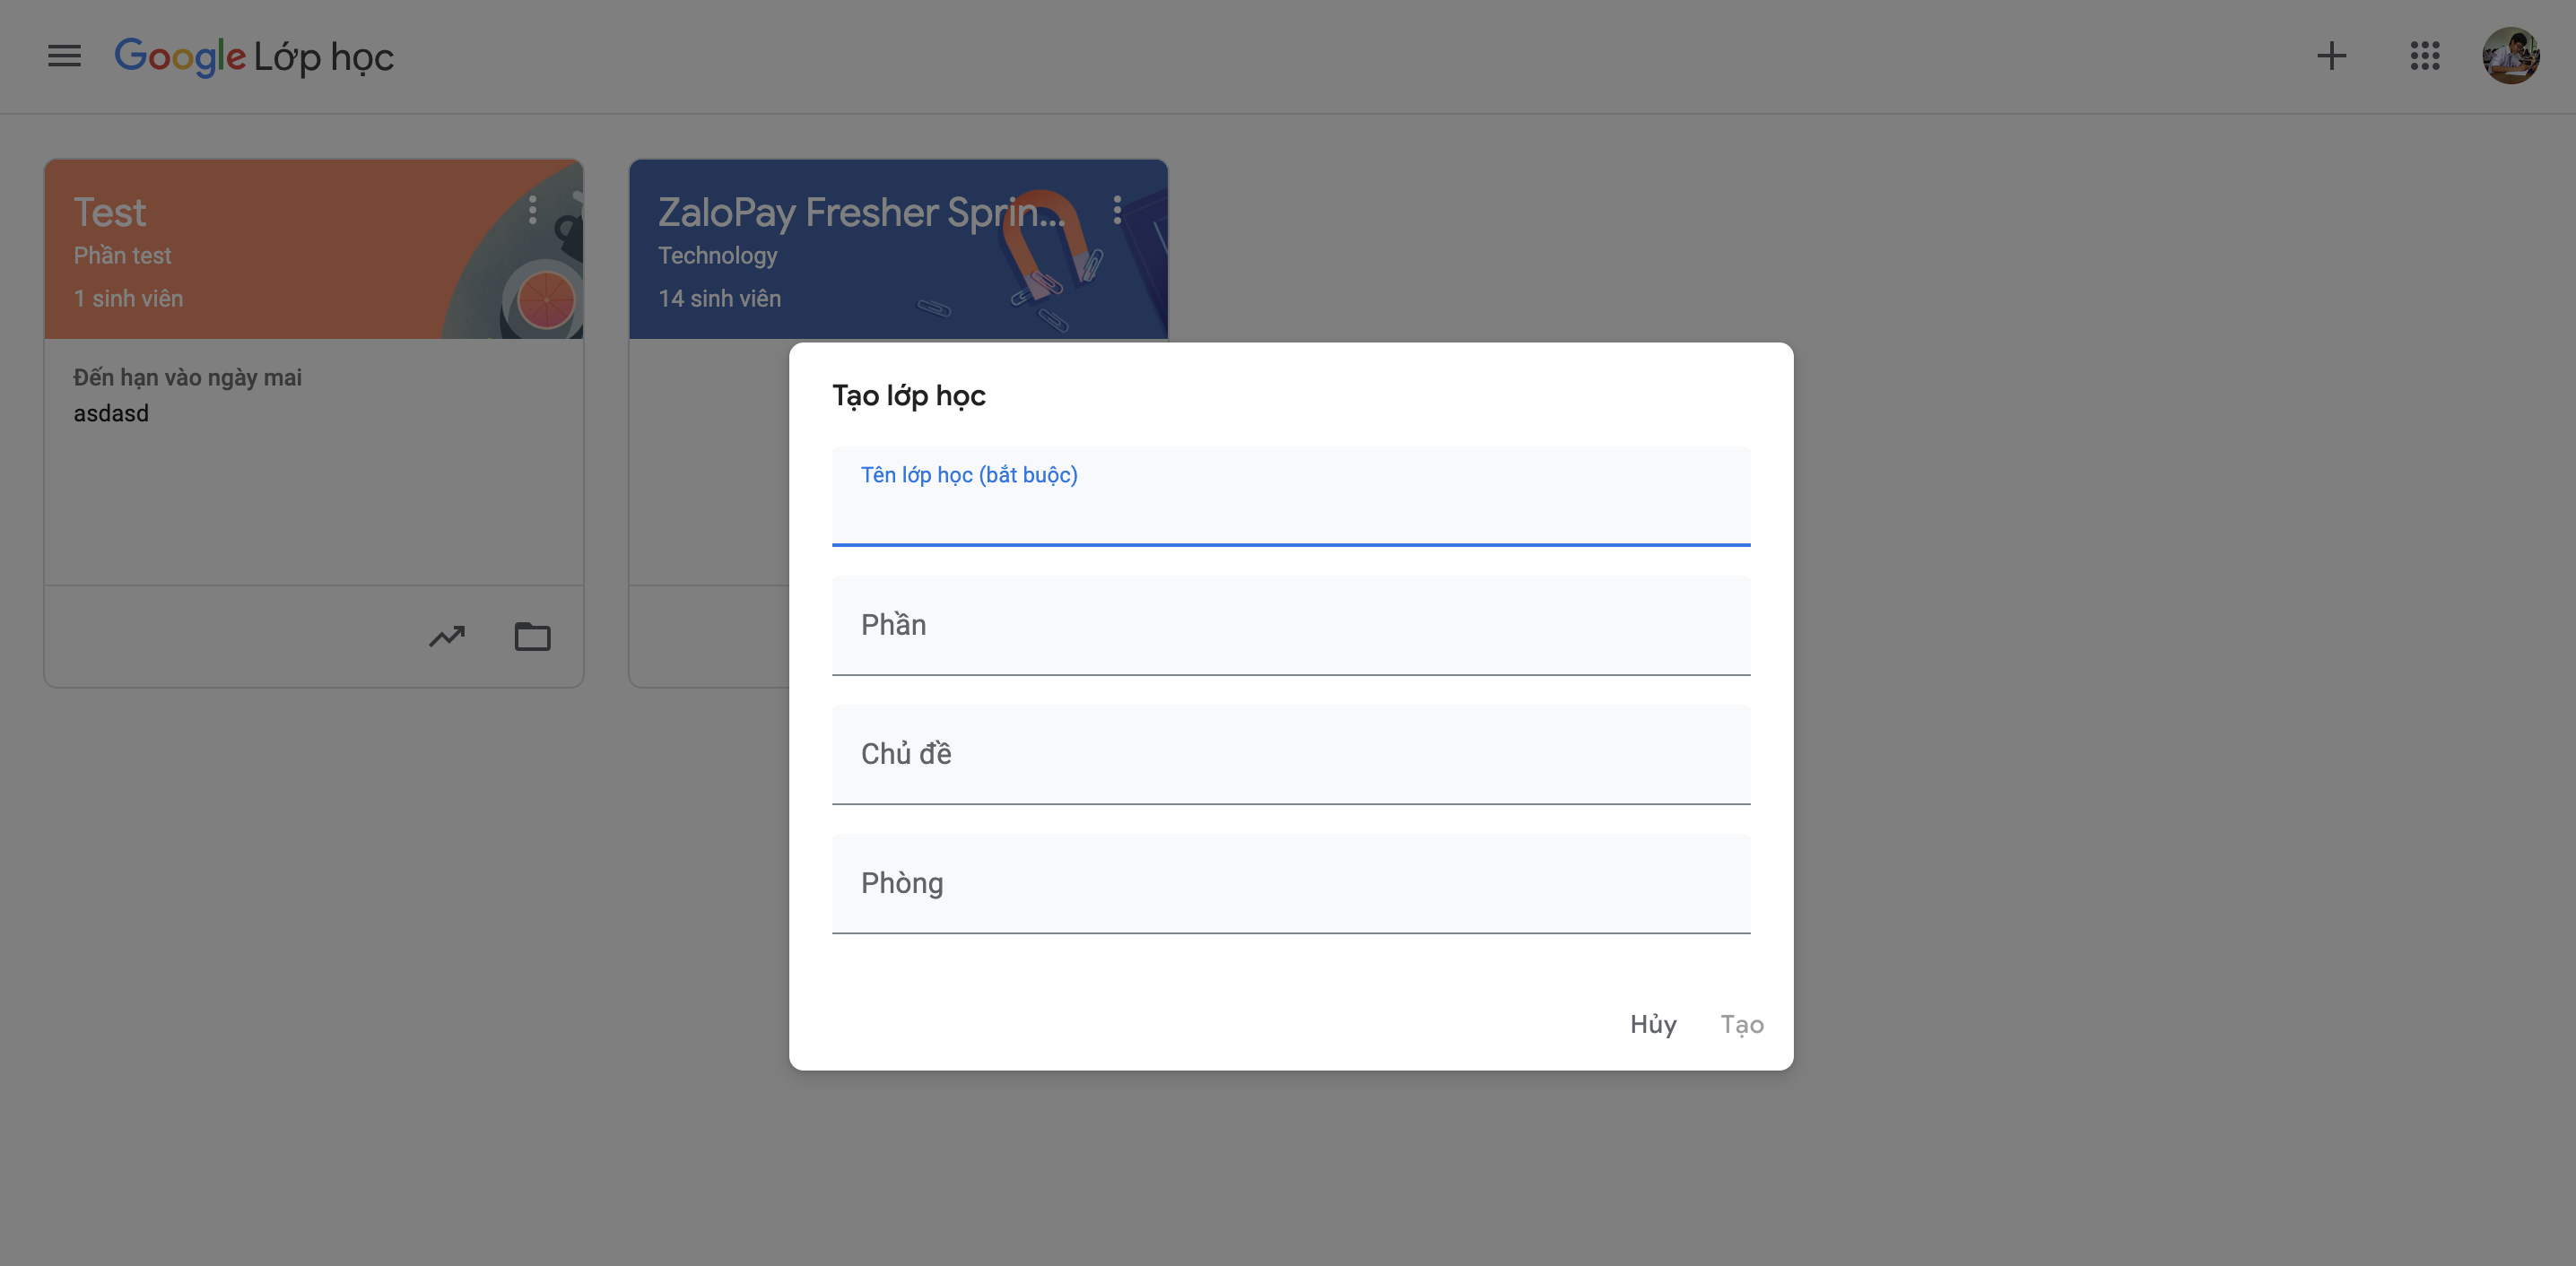 Google Lớp học
Test
Phần test
1 sinh viên
Đến hạn vào ngày mai
asdasd
ZaloPay Fresher Sprin...
Technology
14 sinh viên
Tạo lớp học
Tên lớp học (bắt buộc)
Phần
Chủ đề
Phòng
Hủy
Tạo